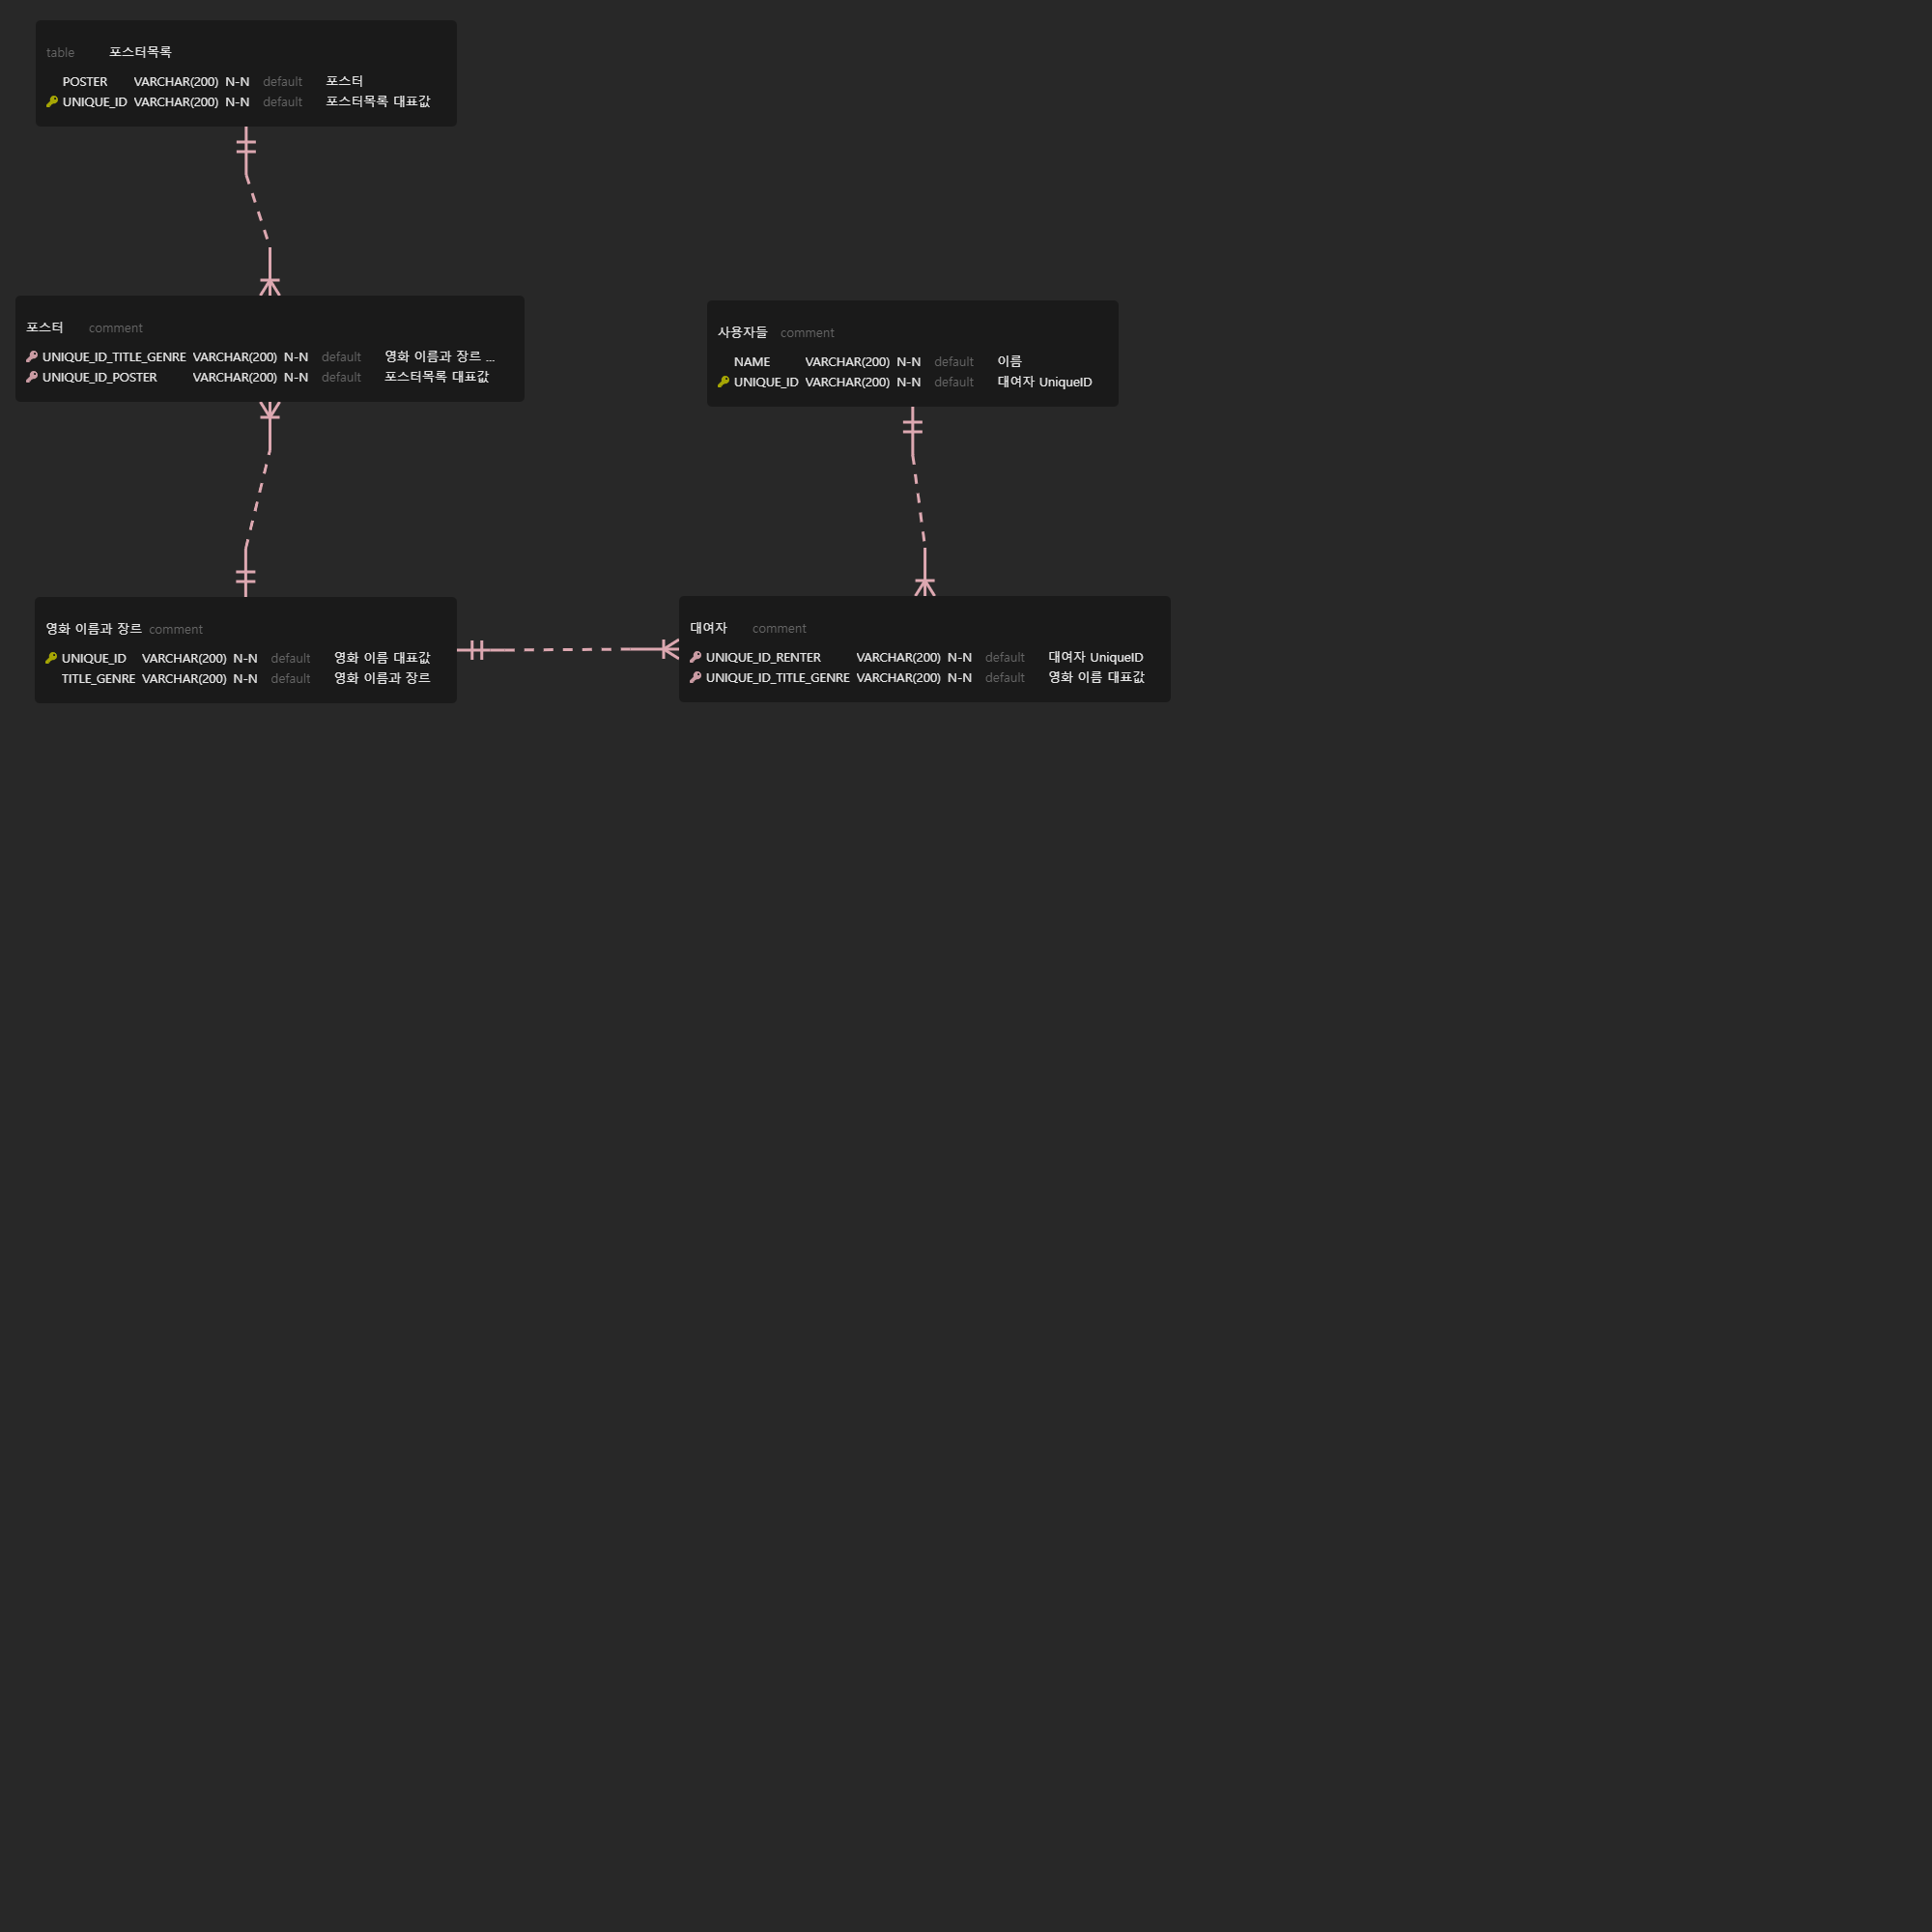 table 포스터목록
POSTER VARCHAR(200) N-N default 포스터
UNIQUE_ID VARCHAR(200) N-N default 포스터목록 대표값
포스터 comment
UNIQUE_ID_TITLE_GENRE VARCHAR(200) N-N default 영화 이름과 장르 ...
UNIQUE_ID_POSTER VARCHAR(200) N-N default 포스터목록 대표값
사용자들 comment
NAME VARCHAR(200) N-N default 이름
UNIQUE_ID VARCHAR(200) N-N default 대여자 UniqueID
영화 이름과 장르 comment
UNIQUE_ID VARCHAR(200) N-N default 영화 이름 대표값
TITLE_GENRE VARCHAR(200) N-N default 영화 이름과 장르
대여자 comment
UNIQUE_ID_RENTER VARCHAR(200) N-N default 대여자 UniqueID
UNIQUE_ID_TITLE_GENRE VARCHAR(200) N-N default 영화 이름 대표값